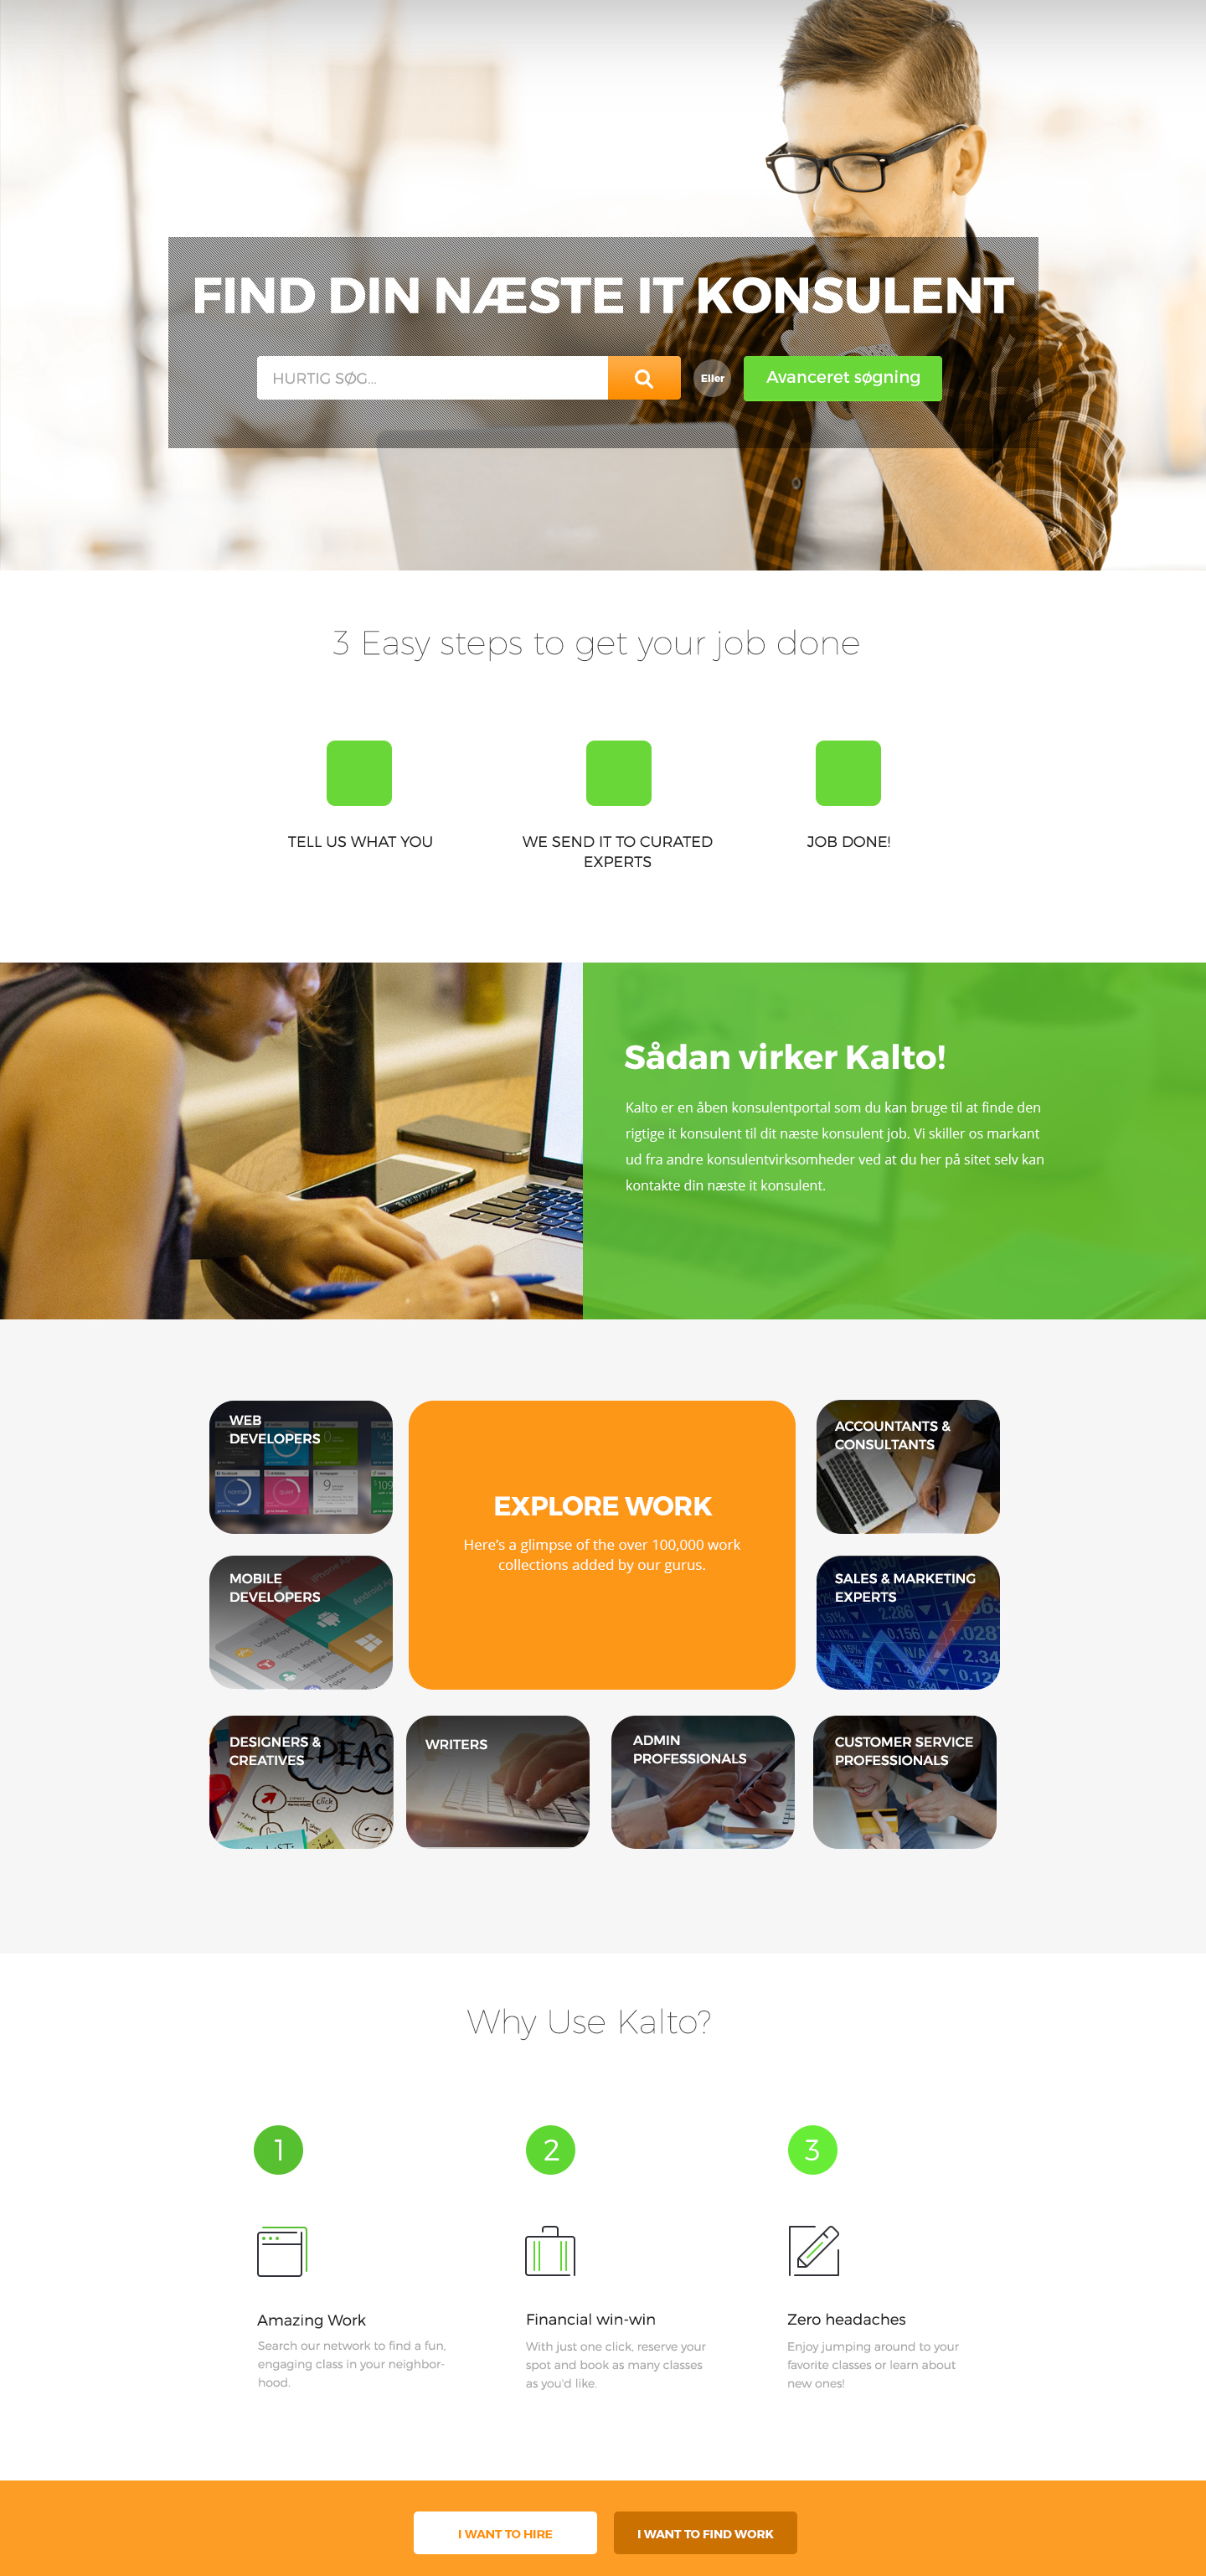 FIND DIN NÆSTE IT KONSULENT
HURTIG SØG...
Eller
Avanceret søgning
3 Easy steps to get your job done
TELL US WHAT YOU
WE SEND IT TO CURATED
EXPERTS
JOB DONE!
Sådan virker Kalto!
Kalto er en åben konsulentportal som du kan bruge til at finde den
rigtige it konsulent til dit næste konsulent job. Vi skiller os markant
ud fra andre konsulentvirksomheder ved at du her på sitet selv kan
kontakte din næste it konsulent.
WEB
DEVELOPERS
EXPLORE WORK
Here's a glimpse of the over 100,000 work
collections added by our gurus.
ACCOUNTANTS &
CONSULTANTS
MOBILE
DEVELOPERS
SALES & MARKETING
EXPERTS
DESIGNERS &
CREATIVES
IDEAS
click
WRITERS
ADMIN
PROFESSIONALS
CUSTOMER SERVICE
PROFESSIONALS
Why Use Kalto?
1
2
3
Amazing Work
Search our network to find a fun,
engaging class in your neighbor-
hood.
Financial win-win
With just one click, reserve your
spot and book as many classes
as you'd like.
Zero headaches
Enjoy jumping around to your
favorite classes or learn about
new ones!
I WANT TO HIRE
I WANT TO FIND WORK